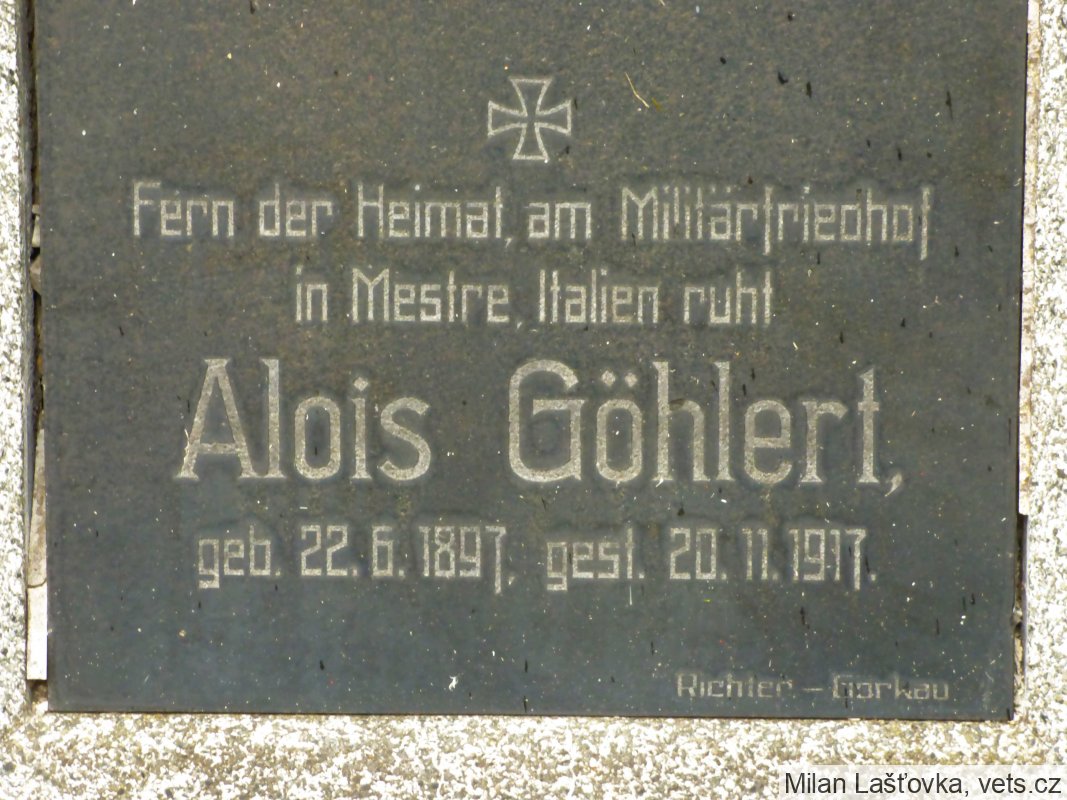 Fern der Heimat, am Militärfriedhof
in Mestre, Italien ruht
Alois Göhlert,
geb. 22. 6. 1897, gest. 20. 11. 1917.
Richter – Görkau
Milan Lašťovka, vets.cz